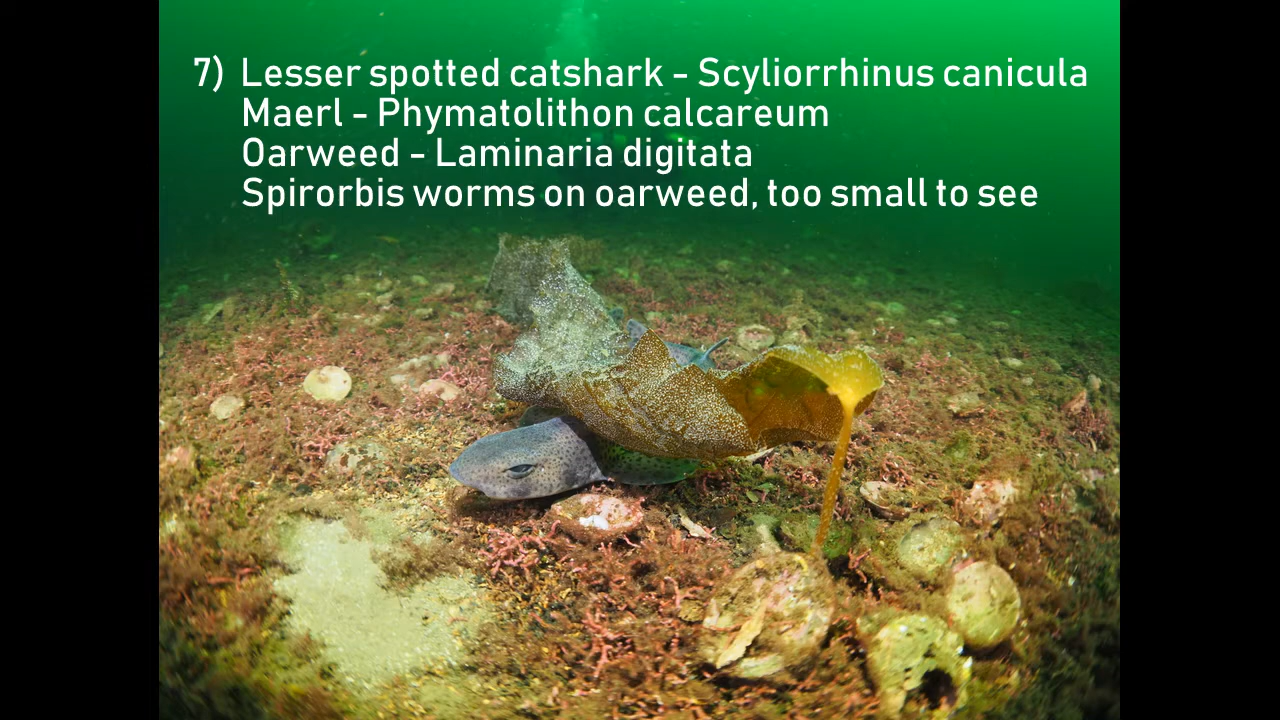 7) Lesser spotted catshark - Scyliorrhinus canicula
Maerl - Phymatolithon calcareum
Oarweed - Laminaria digitata
Spirorbis worms on oarweed, too small to see